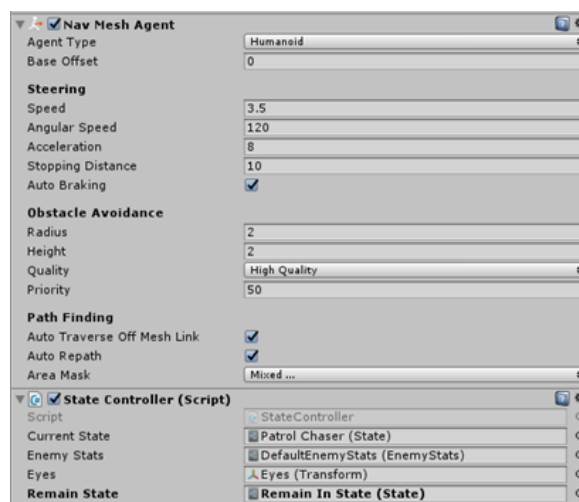 Nav Mesh Agent
Agent Type Humanoid
Base Offset 0
Steering
Speed 3.5
Angular Speed 120
Acceleration 8
Stopping Distance 10
Auto Braking
Obstacle Avoidance
Radius 2
Height 2
Quality High Quality
Priority 50
Path Finding
Auto Traverse Off Mesh Link
Auto Repath
Area Mask Mixed ...
State Controller (Script)
Script StateController
Current State Patrol Chaser (State)
Enemy Stats DefaultEnemyStats (EnemyStats)
Eyes Eyes (Transform)
Remain State Remain In State (State)